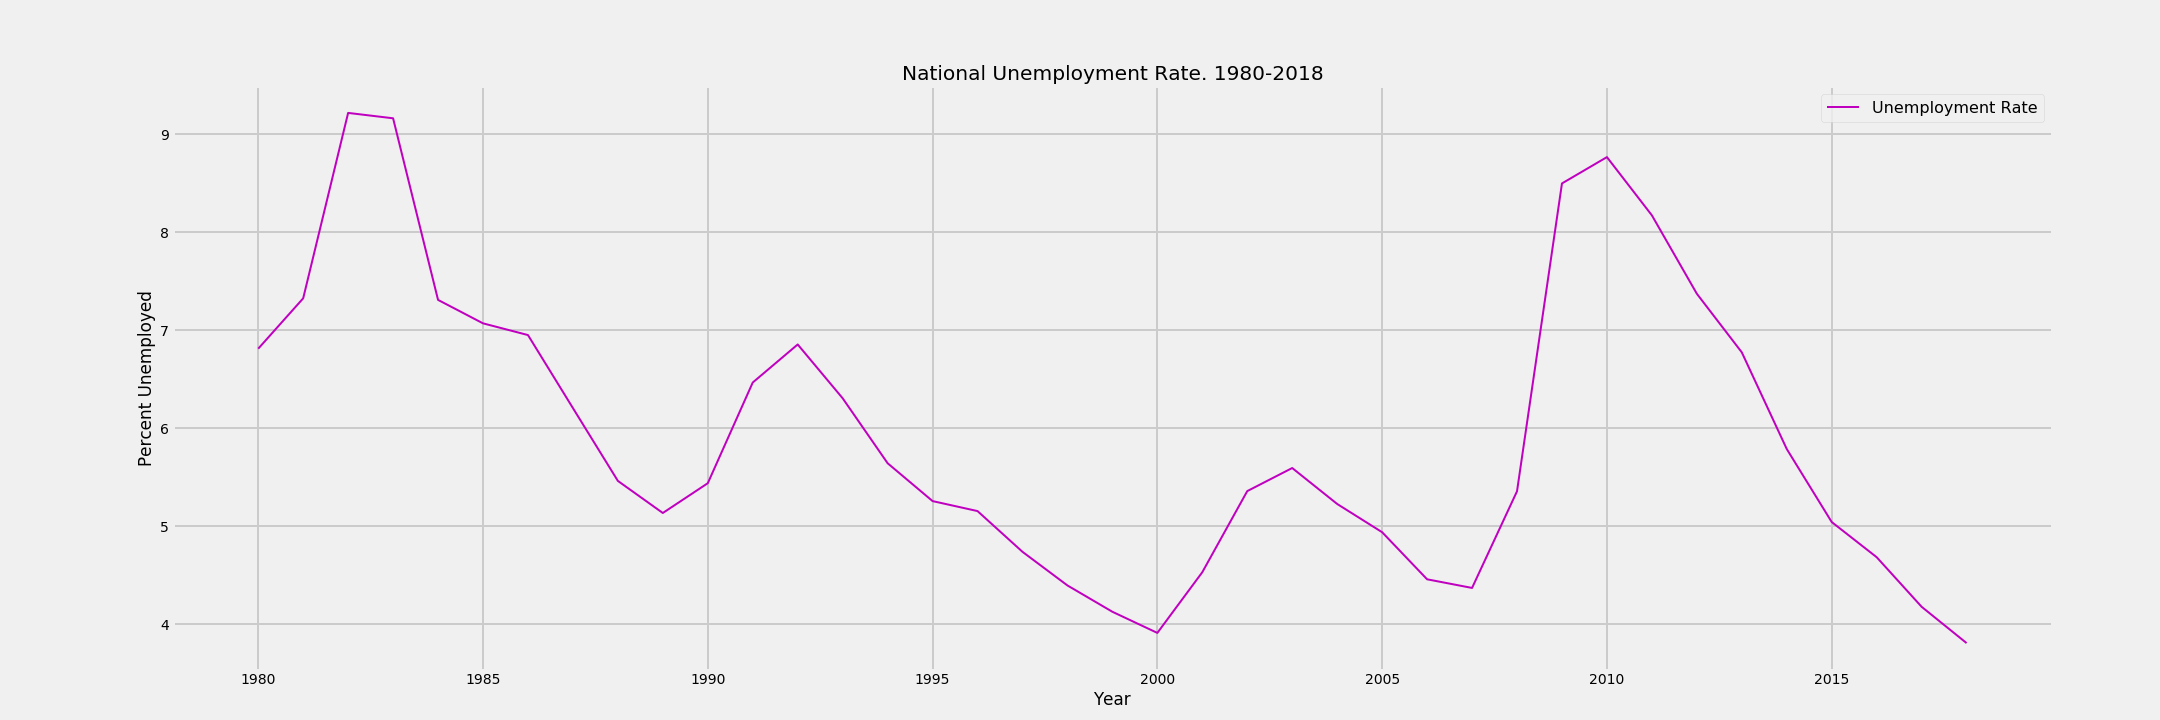 National Unemployment Rate. 1980-2018
Unemployment Rate
Percent Unemployed
9
8
7
6
5
4
1980 1985 1990 1995 2000 2005 2010 2015
Year